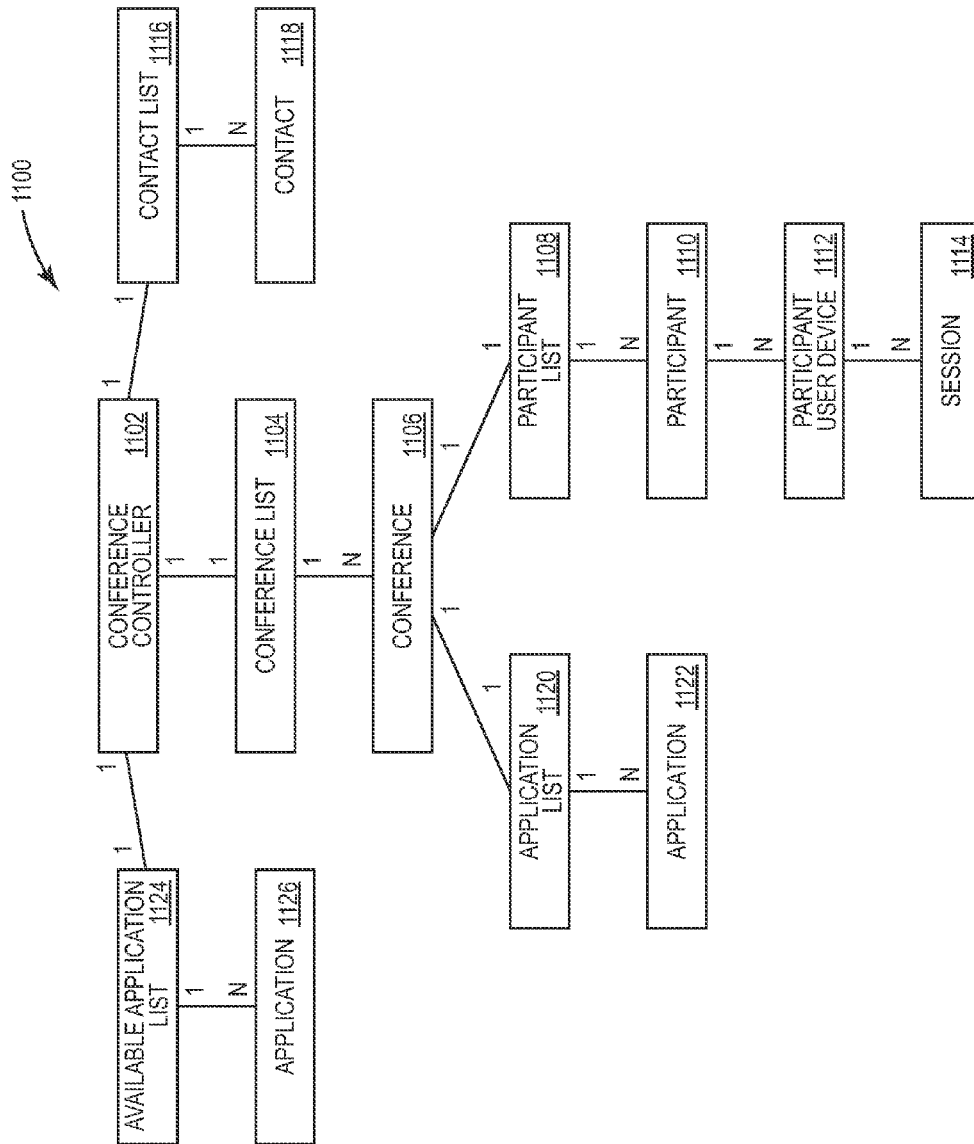 1100
CONFERENCE
CONTROLLER
1102
1
1
1
1
1
1
AVAILABLE APPLICATION
LIST
1124
CONFERENCE LIST
1104
CONTACT LIST
1116
1
N
1
N
1
N
APPLICATION
1126
CONFERENCE
1106
CONTACT
1118
1
1
1
1
APPLICATION
LIST
1120
PARTICIPANT
LIST
1108
1
N
1
N
APPLICATION
1122
PARTICIPANT
1110
1
N
PARTICIPANT
USER DEVICE
1112
1
N
SESSION
1114